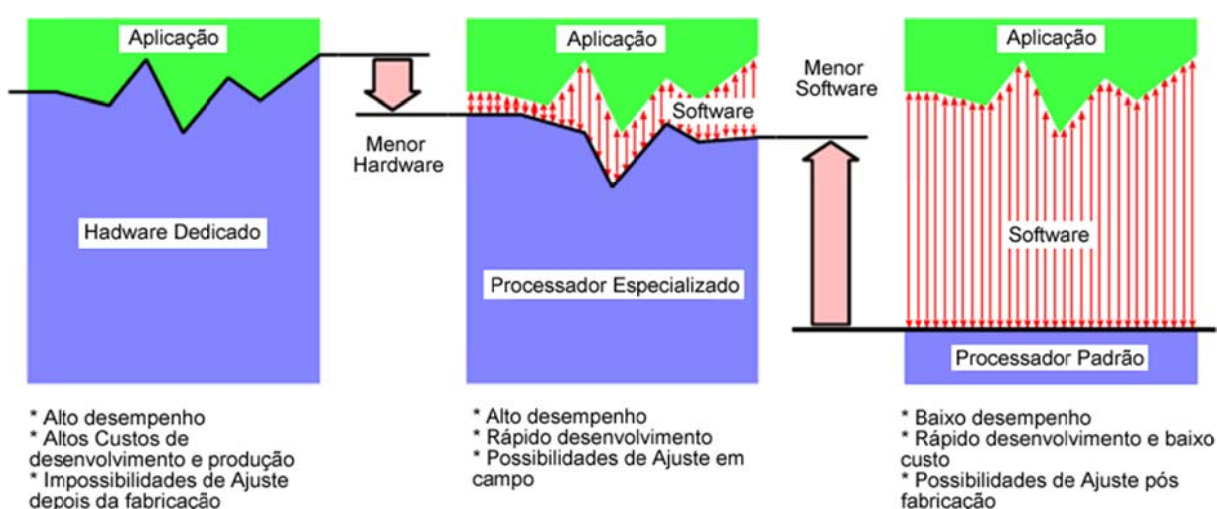 Aplicação
Hadware Dedicado
* Alto desempenho
* Altos Custos de
desenvolvimento e produção
* Impossibilidades de Ajuste
depois da fabricação
Menor
Hardware
Aplicação
Software
Processador Especializado
* Alto desempenho
* Rápido desenvolvimento
* Possibilidades de Ajuste em
campo
Menor
Software
Aplicação
Software
Processador Padrão
* Baixo desempenho
* Rápido desenvolvimento e baixo
custo
* Possibilidades de Ajuste pós
fabricação